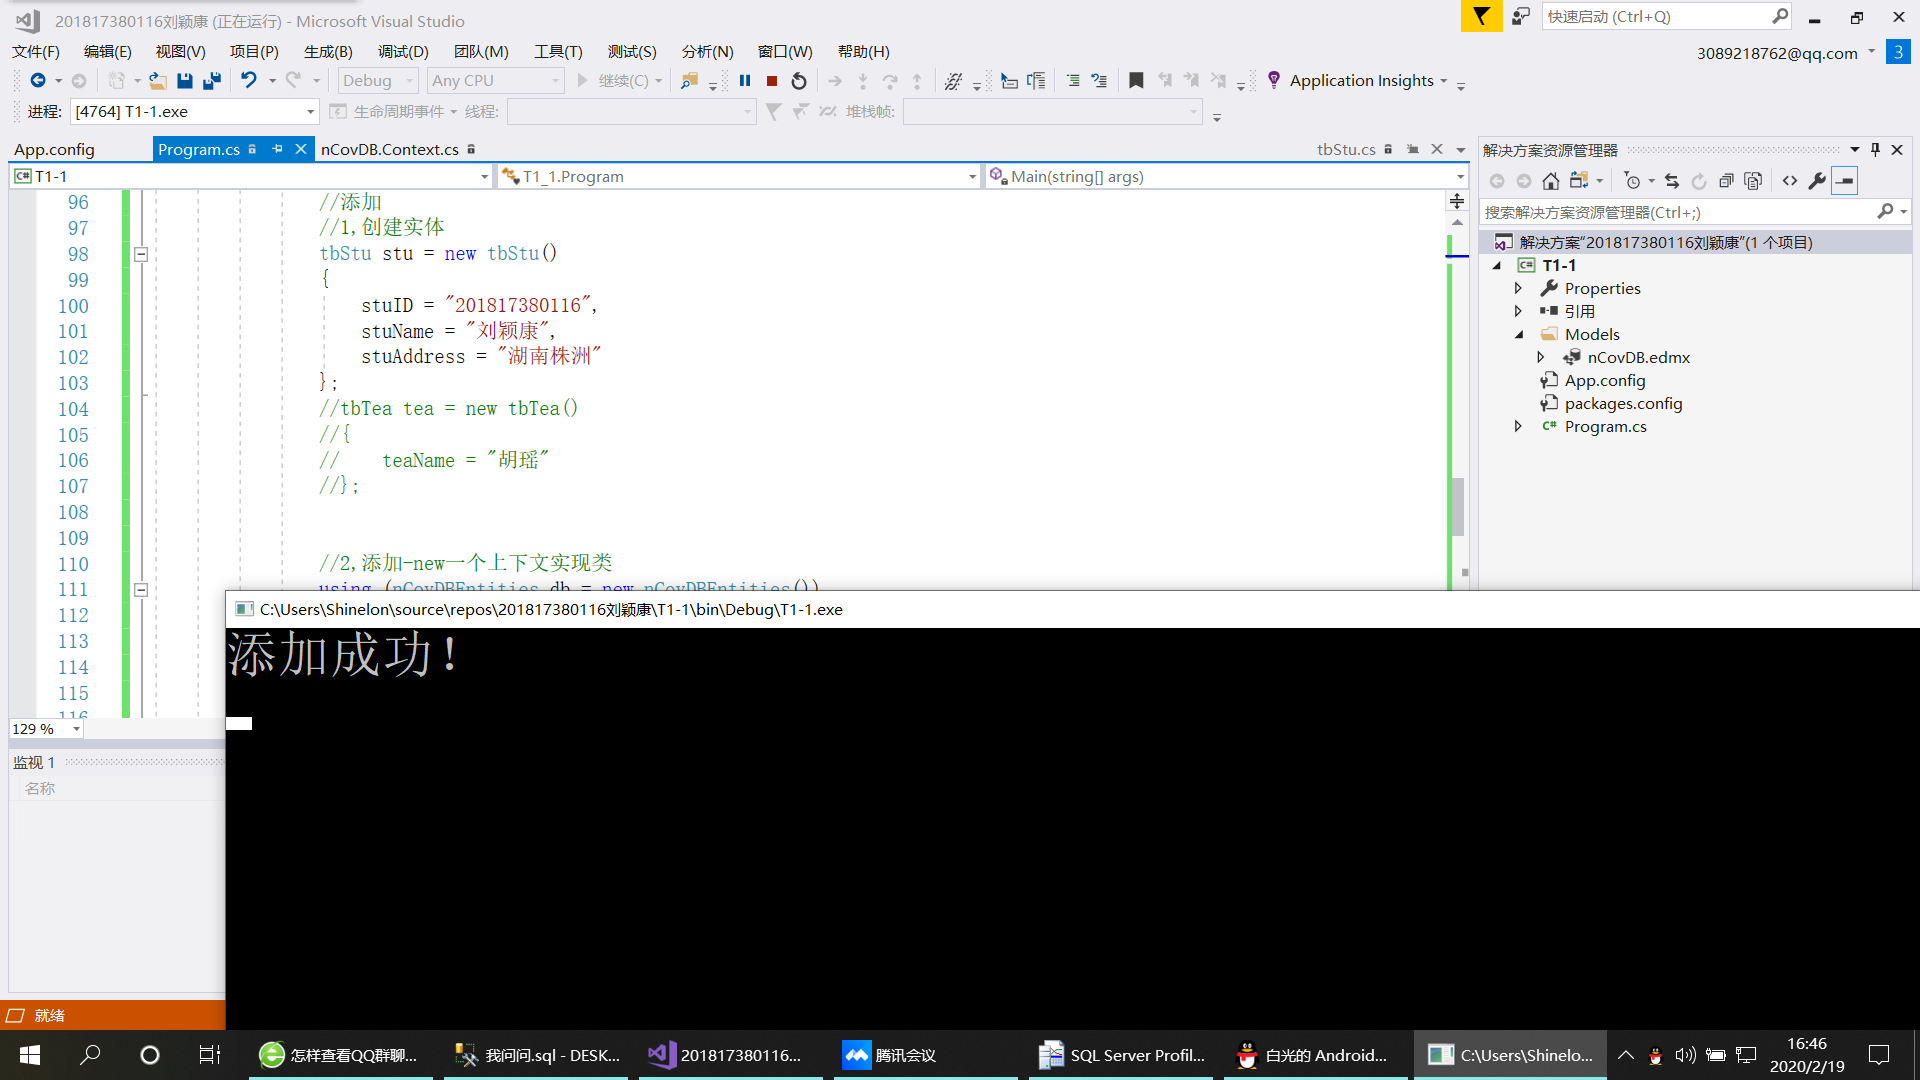 201817380116刘颖康 (正在运行) - Microsoft Visual Studio
快速启动 (Ctrl+Q)
文件(F) 编辑(E) 视图(V) 项目(P) 生成(B) 调试(D) 团队(M) 工具(T) 测试(S) 分析(N) 窗口(W) 帮助(H)
3089218762@qq.com 3
Debug Any CPU 继续(C) Application Insights
进程: [4764] T1-1.exe 生命周期事件 线程: 堆栈帧:
App.config Program.cs nCovDB.Context.cs tbStu.cs
T1-1 T1_1.Program Main(string[] args)
96 //添加
97 //1,创建实体
98 tbStu stu = new tbStu()
99 {
100 stuID = "201817380116",
101 stuName = "刘颖康",
102 stuAddress = "湖南株洲"
103 };
104 //tbTea tea = new tbTea()
105 //{
106 // teaName = "胡瑶"
107 //};
108
109
110 //2,添加-new一个上下文实现类
111 using (nCovDBEntities db = new nCovDBEntities())
112
113
114
115
116
129 %
监视 1
名称
就绪
解决方案资源管理器
搜索解决方案资源管理器(Ctrl+;)
解决方案"201817380116刘颖康"(1 个项目)
C# T1-1
Properties
引用
Models
nCovDB.edmx
App.config
packages.config
C# Program.cs
C:\Users\Shinelon\source\repos\201817380116刘颖康\T1-1\bin\Debug\T1-1.exe
添加成功!
怎样查看QQ群聊... 我问问.sql - DESK... 201817380116... 腾讯会议 SQL Server Profil... 白光的 Android... C:\Users\Shinelo...
16:46
2020/2/19